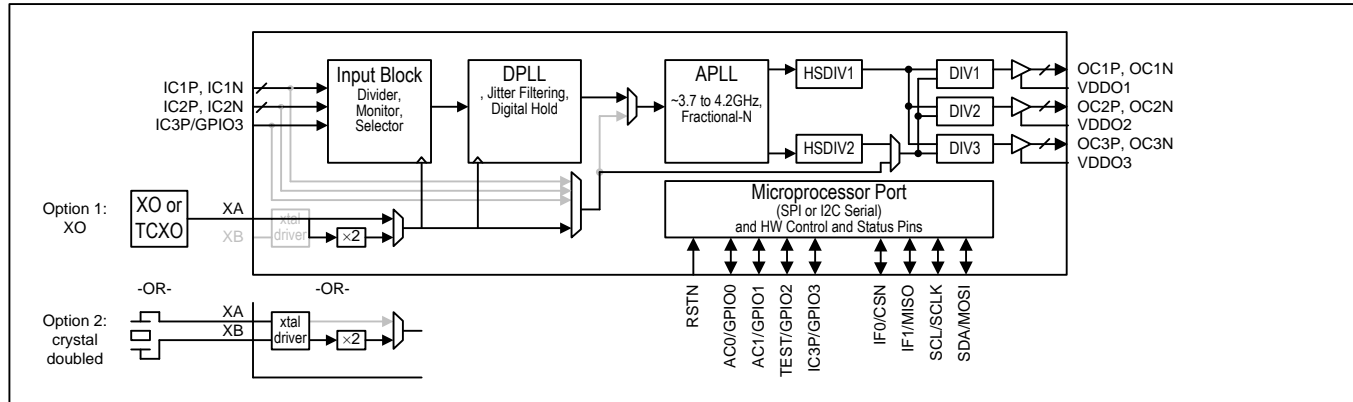 IC1P, IC1N
IC2P, IC2N
IC3P/GPIO3
Input Block
Divider,
Monitor,
Selector
DPLL
, Jitter Filtering,
Digital Hold
APLL
~3.7 to 4.2GHz,
Fractional-N
HSDIV1
HSDIV2
DIV1
DIV2
DIV3
OC1P, OC1N
VDDO1
OC2P, OC2N
VDDO2
OC3P, OC3N
VDDO3
Option 1:
XO
XO or
TCXO
XA
XB
xtal
driver
×2
Microprocessor Port
(SPI or I2C Serial)
and HW Control and Status Pins
RSTN
AC0/GPIO0
AC1/GPIO1
TEST/GPIO2
IC3P/GPIO3
IF0/CSN
IF1/MISO
SCL/SCLK
SDA/MOSI
-OR-
-OR-
Option 2:
crystal
doubled
XA
XB
xtal
driver
×2